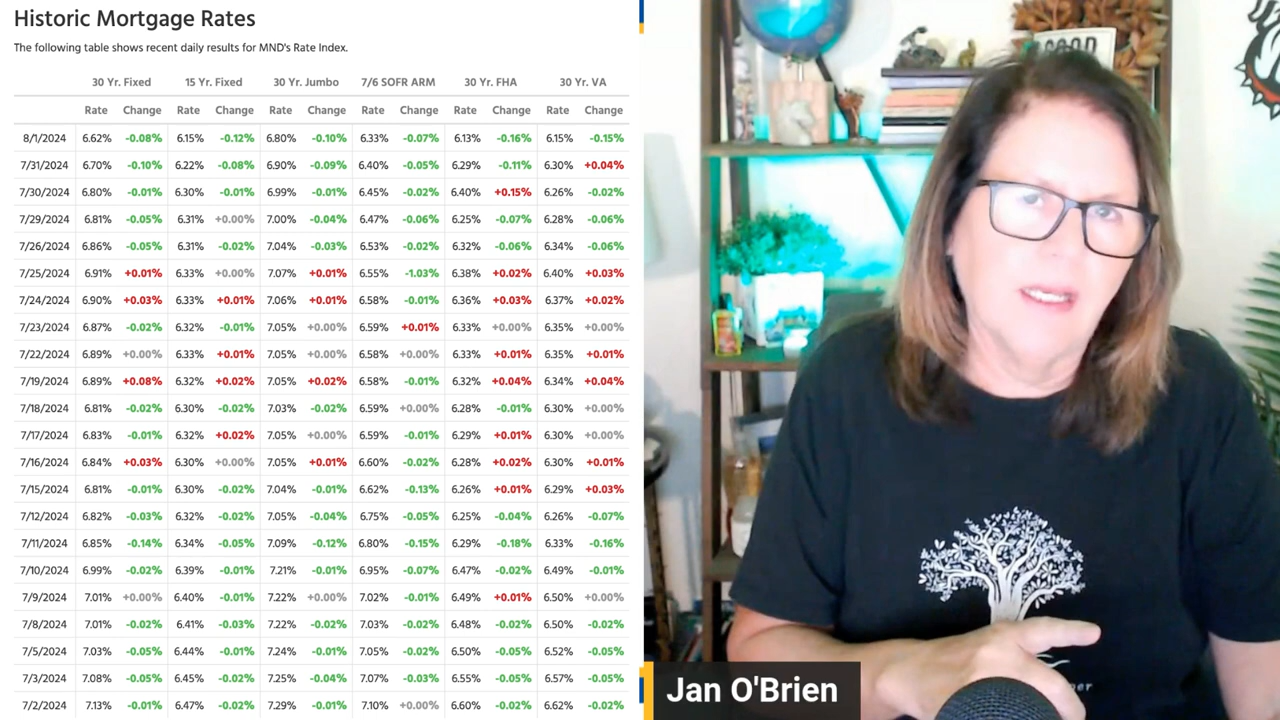 Historic Mortgage Rates
The following table shows recent daily results for MND's Rate Index.
30 Yr. Fixed 15 Yr. Fixed 30 Yr. Jumbo 7/6 SOFR ARM 30 Yr. FHA 30 Yr. VA
Rate Change Rate Change Rate Change Rate Change Rate Change Rate Change
8/1/2024 6.62% -0.08% 6.10% -0.12% 6.80% -0.10% 6.33% -0.07% 6.13% -0.16% 6.15% -0.15%
7/31/2024 6.70% -0.10% 6.22% -0.08% 6.90% -0.09% 6.40% -0.05% 6.29% -0.11% 6.30% +0.04%
7/30/2024 6.80% -0.01% 6.30% -0.01% 6.99% -0.01% 6.45% -0.02% 6.40% +0.15% 6.26% -0.02%
7/29/2024 6.81% -0.05% 6.31% +0.00% 7.00% -0.04% 6.47% -0.06% 6.25% -0.07% 6.28% -0.06%
7/26/2024 6.86% -0.05% 6.31% -0.02% 7.04% -0.03% 6.53% -0.02% 6.32% -0.06% 6.34% -0.06%
7/25/2024 6.91% +0.01% 6.33% +0.00% 7.07% +0.01% 6.55% -1.03% 6.38% +0.02% 6.40% +0.03%
7/24/2024 6.90% +0.03% 6.33% +0.01% 7.06% +0.01% 6.58% -0.01% 6.36% +0.03% 6.37% +0.02%
7/23/2024 6.87% -0.02% 6.32% -0.01% 7.05% +0.00% 6.59% +0.01% 6.33% +0.00% 6.35% +0.00%
7/22/2024 6.89% +0.00% 6.33% +0.01% 7.05% +0.00% 6.58% +0.00% 6.33% +0.01% 6.35% +0.01%
7/19/2024 6.89% +0.08% 6.32% +0.02% 7.05% +0.02% 6.58% -0.01% 6.32% +0.04% 6.34% +0.04%
7/18/2024 6.81% -0.02% 6.30% -0.02% 7.03% -0.02% 6.59% +0.00% 6.28% -0.01% 6.30% +0.00%
7/17/2024 6.83% -0.01% 6.32% +0.02% 7.05% +0.00% 6.59% -0.01% 6.29% +0.01% 6.30% +0.00%
7/16/2024 6.84% +0.03% 6.30% +0.00% 7.05% +0.01% 6.60% -0.02% 6.28% +0.02% 6.30% +0.01%
7/15/2024 6.81% -0.01% 6.30% -0.02% 7.04% -0.01% 6.62% -0.13% 6.26% +0.01% 6.29% +0.03%
7/12/2024 6.82% -0.03% 6.32% -0.02% 7.05% -0.04% 6.75% -0.05% 6.25% -0.04% 6.26% -0.07%
7/11/2024 6.85% -0.14% 6.34% -0.05% 7.09% -0.12% 6.80% -0.15% 6.29% -0.18% 6.33% -0.16%
7/10/2024 6.99% -0.02% 6.39% -0.01% 7.21% -0.01% 6.95% -0.07% 6.47% -0.02% 6.49% -0.01%
7/9/2024 7.01% +0.00% 6.40% -0.01% 7.22% +0.00% 7.02% -0.01% 6.49% +0.01% 6.50% +0.00%
7/8/2024 7.01% -0.02% 6.41% -0.03% 7.22% -0.02% 7.03% -0.02% 6.48% -0.02% 6.50% -0.02%
7/5/2024 7.03% -0.05% 6.44% -0.01% 7.24% -0.01% 7.05% -0.02% 6.50% -0.05% 6.52% -0.05%
7/3/2024 7.08% -0.05% 6.45% -0.02% 7.25% -0.04% 7.07% -0.03% 6.55% -0.05% 6.57% -0.05%
7/2/2024 7.13% -0.01% 6.47% -0.02% 7.29% -0.01% 7.10% +0.00% 6.60% -0.02% 6.62% -0.02%
Jan O'Brien